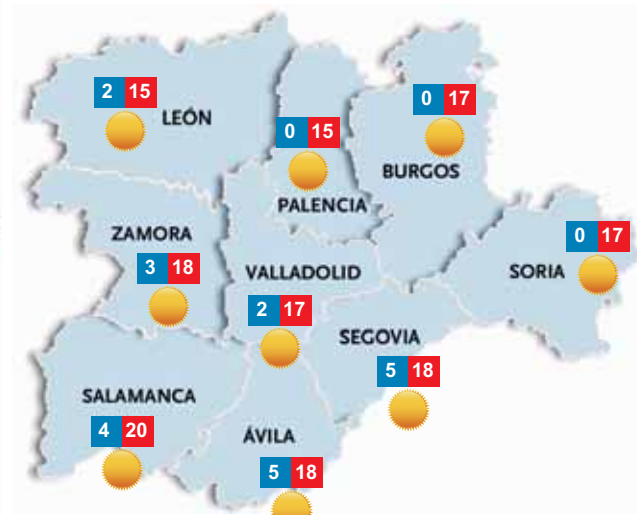 2 15
LEÓN
0 15
PALENCIA
0 17
BURGOS
ZAMORA
3 18
VALLADOLID
2 17
0 17
SORIA
SEGOVIA
5 18
SALAMANCA
4 20
ÁVILA
5 18